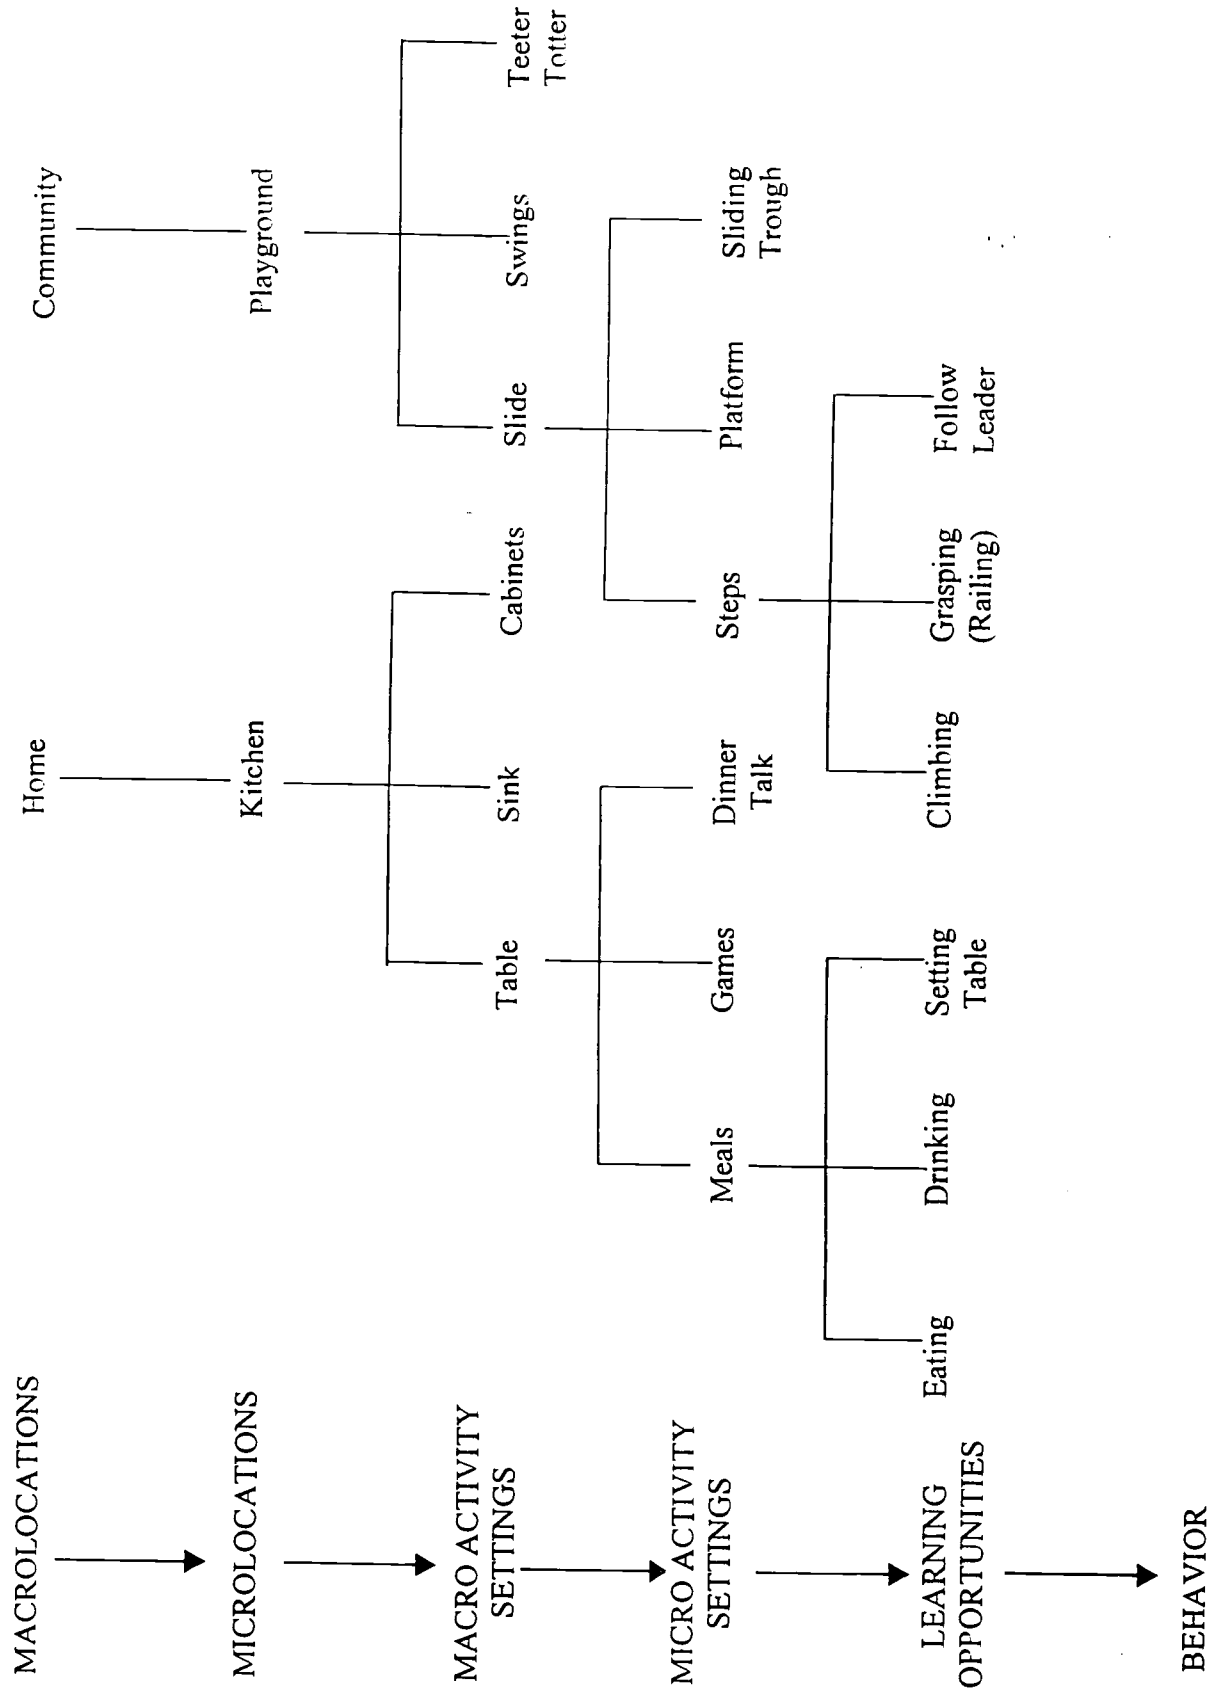 MACROLOCATIONS
Home
Community
MICROLOCATIONS
Kitchen
Playground
MACRO ACTIVITY
SETTINGS
Table
Sink
Cabinets
Slide
Swings
Teeter
Totter
MICRO ACTIVITY
SETTINGS
Meals
Games
Dinner
Talk
Steps
Platform
Sliding
Trough
LEARNING
OPPORTUNITIES
Eating
Drinking
Setting
Table
Climbing
Grasping
(Railing)
Follow
Leader
BEHAVIOR